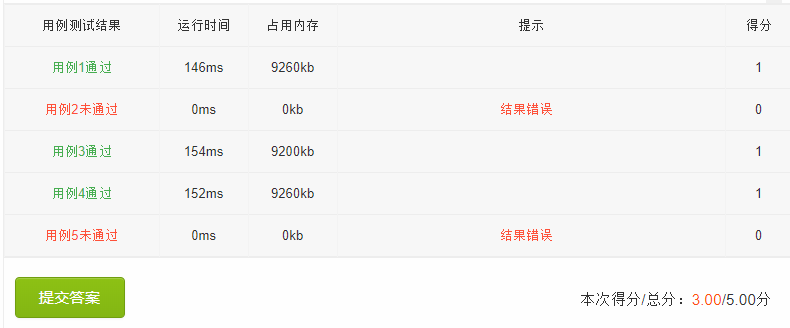 用例测试结果 运行时间 占用内存 提示 得分
用例1通过 146ms 9260kb 1
用例2未通过 0ms 0kb 结果错误 0
用例3通过 154ms 9200kb 1
用例4通过 152ms 9260kb 1
用例5未通过 0ms 0kb 结果错误 0
提交答案 本次得分/总分：3.00/5.00分